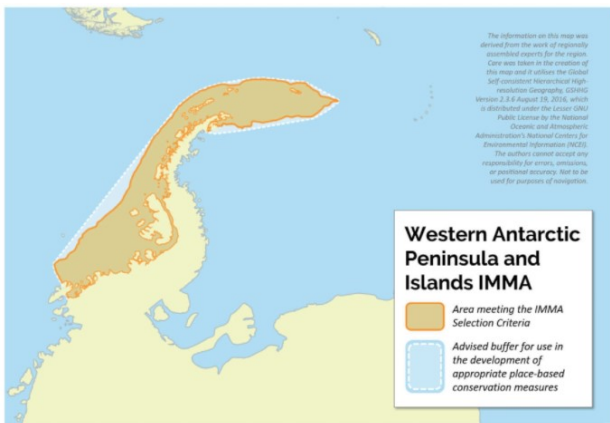 The information on this map was
derived from the work of regionally
assembled experts for the region.
Care was taken in the creation of
this map and it utilises the Global
Self-consistent Hierarchical High-
resolution Geography, GSHHG
Version 2.3.6 August 19, 2016, which
is distributed under the Lesser GNU
Public License by the National
Oceanic and Atmospheric
Administration's National Centers for
Environmental Information (NCEI).
The authors cannot accept any
responsibility for errors, omissions,
or positional accuracy. Not to be
used for purposes of navigation.
Western Antarctic
Peninsula and
Islands IMMA
Area meeting the IMMA
Selection Criteria
Advised buffer for use in
the development of
appropriate place-based
conservation measures